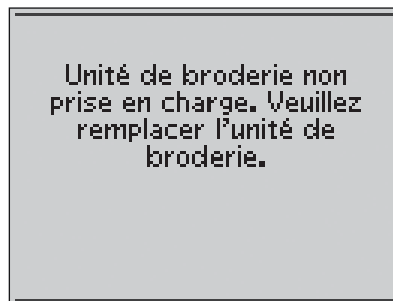 Unité de broderie non
prise en charge. Veuillez
remplacer l'unité de
broderie.